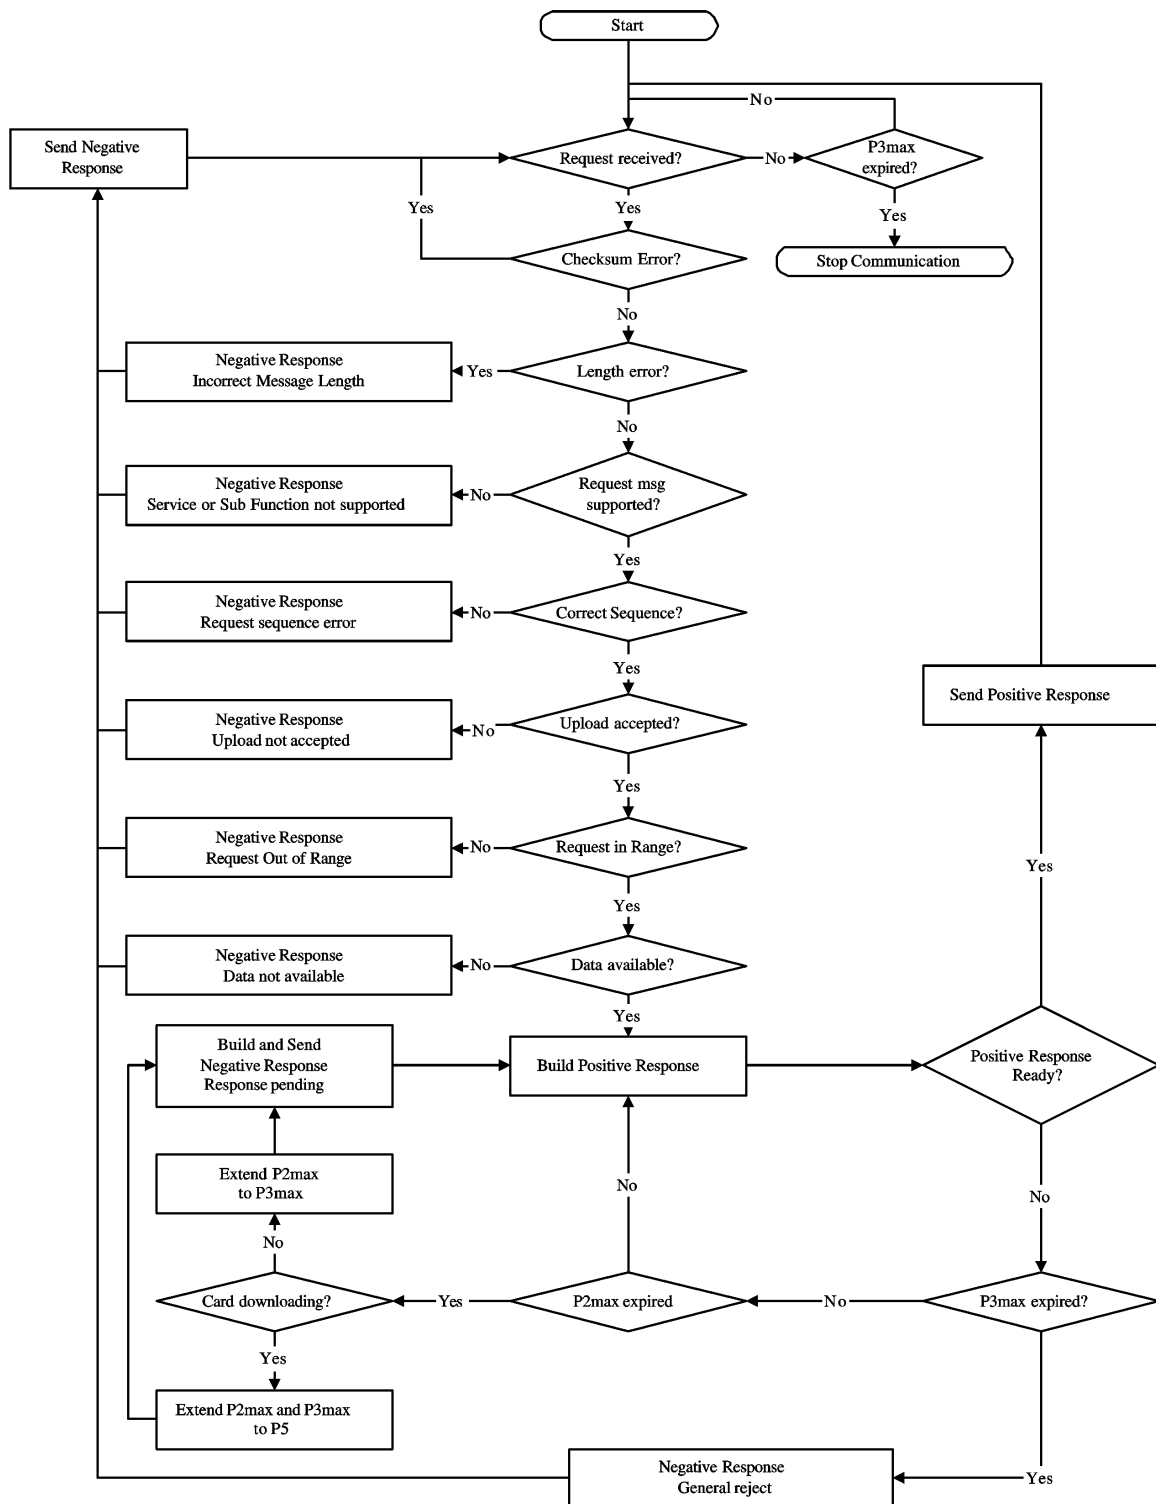 Start
No
Send Negative
Response
Request received?
No
P3max
expired?
Yes
Yes
Yes
Checksum Error?
Stop Communication
No
Negative Response
Incorrect Message Length
Yes
Length error?
No
Negative Response
Service or Sub Function not supported
No
Request msg
supported?
Yes
Negative Response
Request sequence error
No
Correct Sequence?
Yes
Send Positive Response
Negative Response
Upload not accepted
No
Upload accepted?
Yes
Negative Response
Request Out of Range
No
Request in Range?
Yes
Yes
Negative Response
Data not available
No
Data available?
Yes
Build and Send
Negative Response
Response pending
Build Positive Response
Positive Response
Ready?
Extend P2max
to P3max
No
No
No
Card downloading?
Yes
P2max expired
No
P3max expired?
Yes
Extend P2max and P3max
to P5
Negative Response
General reject
Yes